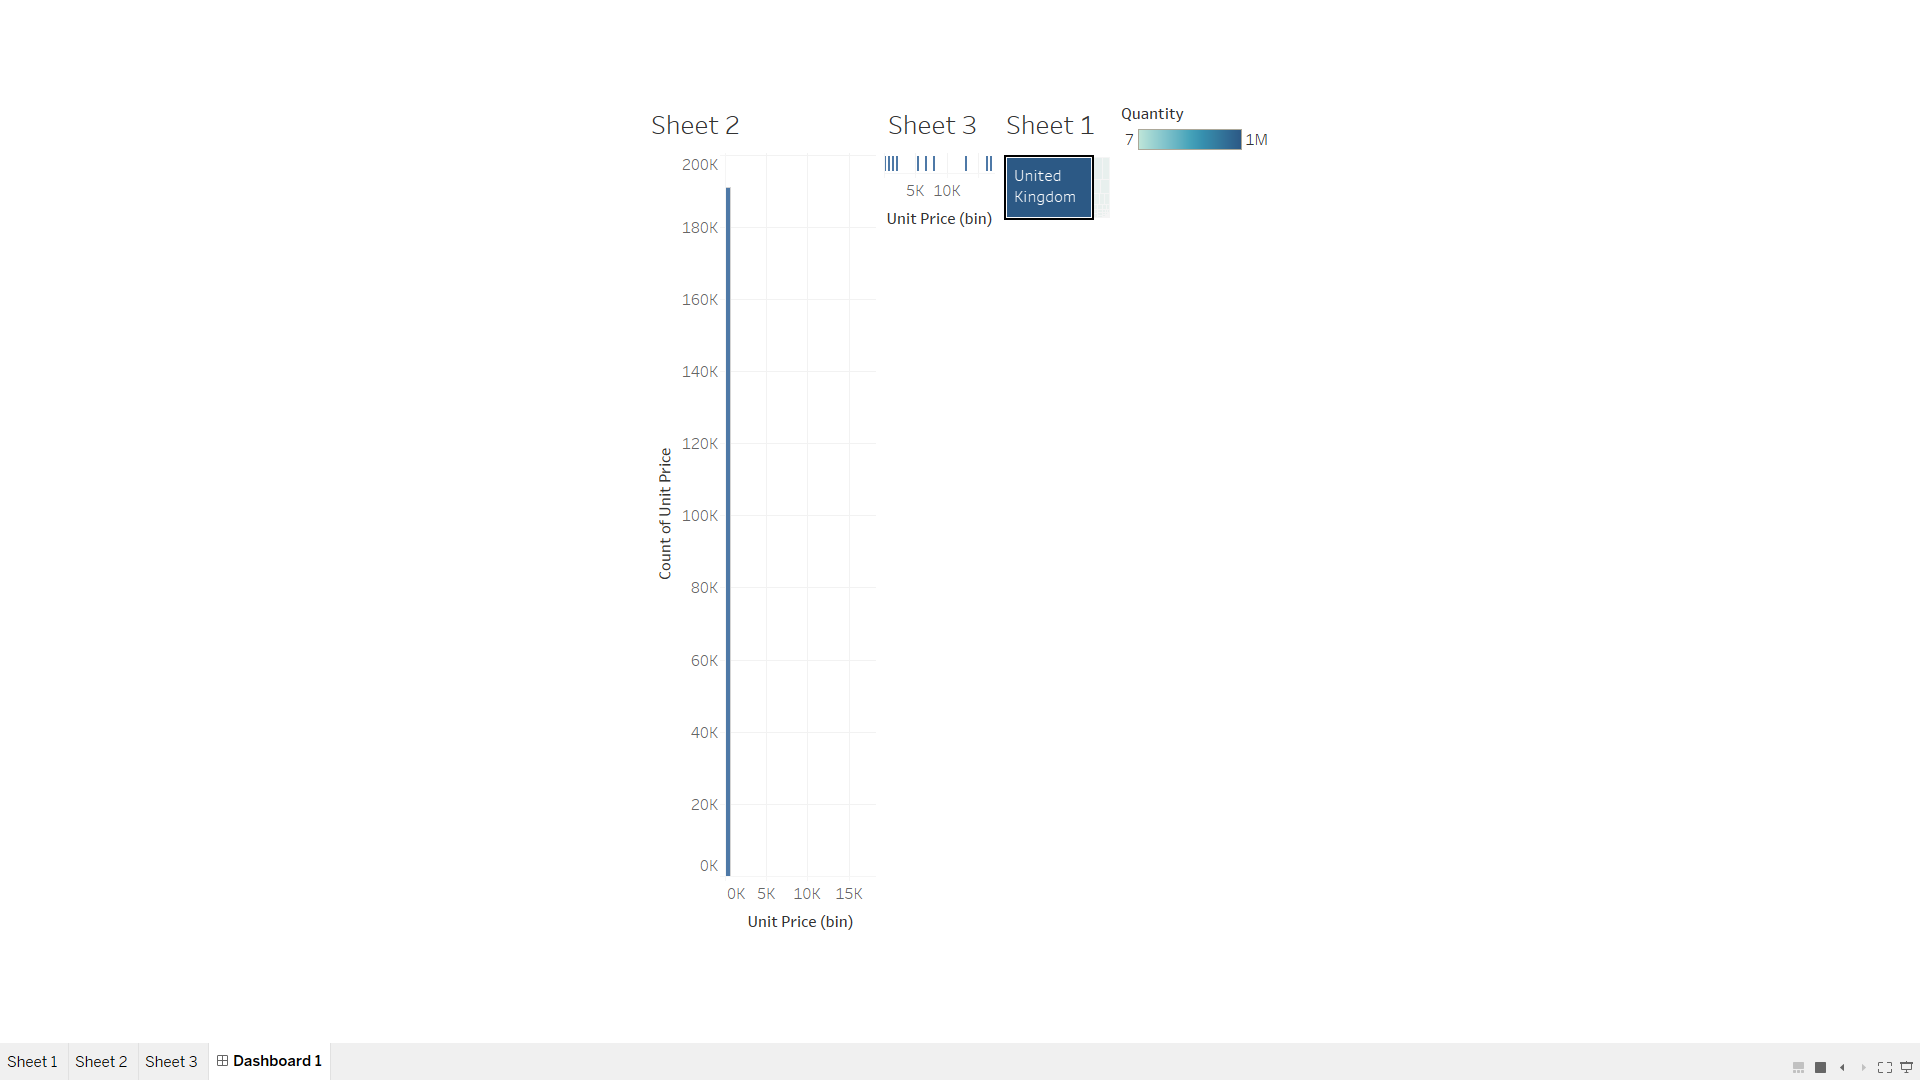 Sheet 2
200K
180K
160K
140K
120K
100K
80K
60K
40K
20K
0K
Count of Unit Price
0K 5K 10K 15K
Unit Price (bin)
Sheet 3
5K 10K
Unit Price (bin)
Sheet 1
United
Kingdom
Quantity
7 1M
Sheet 1 Sheet 2 Sheet 3 Dashboard 1